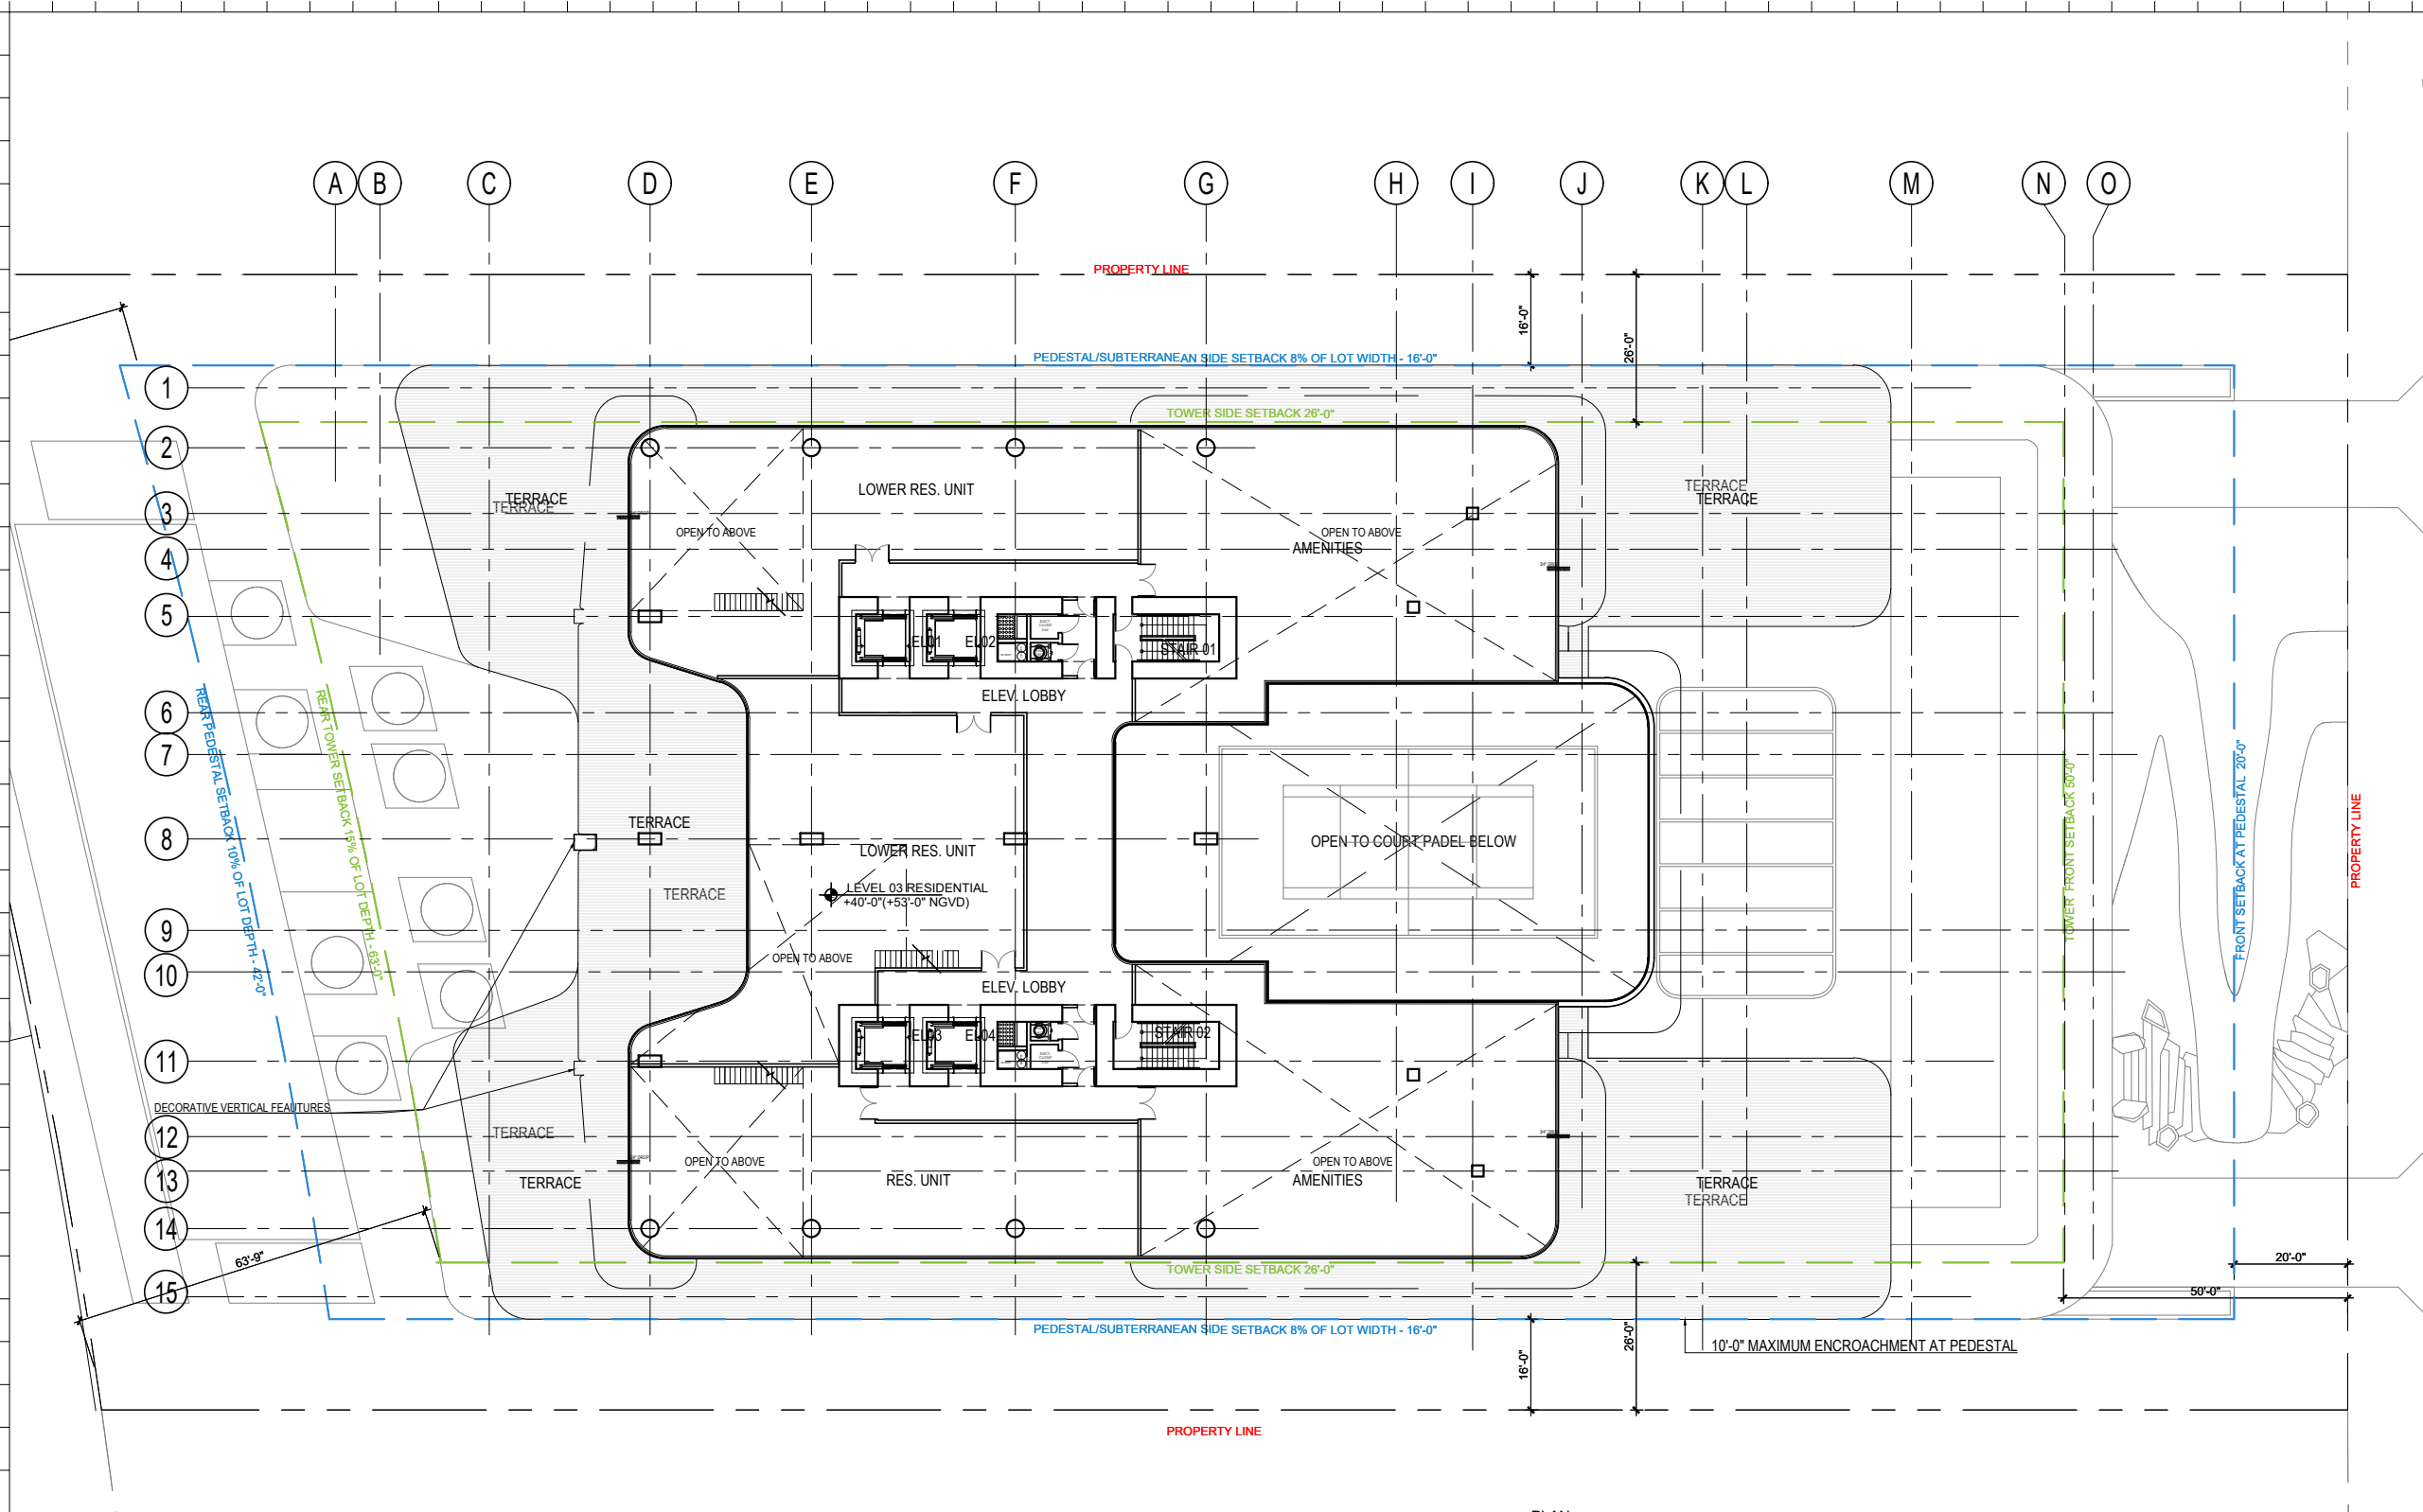 A
B
C
D
E
F
G
H
I
J
K
L
M
N
O
PROPERTY LINE
16'-0"
26'-0"
PEDESTAL/SUBTERRANEAN SIDE SETBACK 8% OF LOT WIDTH - 16'-0"
1
TOWER SIDE SETBACK 26'-0"
2
LOWER RES. UNIT
TERRACE
TERRACE
TERRACE
TERRACE
3
OPEN TO ABOVE
OPEN TO ABOVE
AMENITIES
4
5
EL01
EL02
STAIR 01
ELEV. LOBBY
6
7
REAR PEDESTAL SETBACK 10% OF LOT DEPTH - 42'-0"
REAR TOWER SETBACK 15% OF LOT DEPTH - 63'-0"
8
TERRACE
LOWER RES. UNIT
OPEN TO COURT PADEL BELOW
TOWER FRONT SETBACK 50'-0"
FRONT SETBACK AT PEDESTAL 20'-0"
PROPERTY LINE
TERRACE
LEVEL 03 RESIDENTIAL
+40'-0"(+53'-0" NGVD)
9
OPEN TO ABOVE
10
ELEV. LOBBY
EL03
EL04
STAIR 02
11
DECORATIVE VERTICAL FEAUTURES
12
TERRACE
OPEN TO ABOVE
OPEN TO ABOVE
13
TERRACE
RES. UNIT
AMENITIES
TERRACE
TERRACE
14
63'-9"
20'-0"
TOWER SIDE SETBACK 26'-0"
15
50'-0"
PEDESTAL/SUBTERRANEAN SIDE SETBACK 8% OF LOT WIDTH - 16'-0"
26'-0"
16'-0"
10'-0" MAXIMUM ENCROACHMENT AT PEDESTAL
PROPERTY LINE